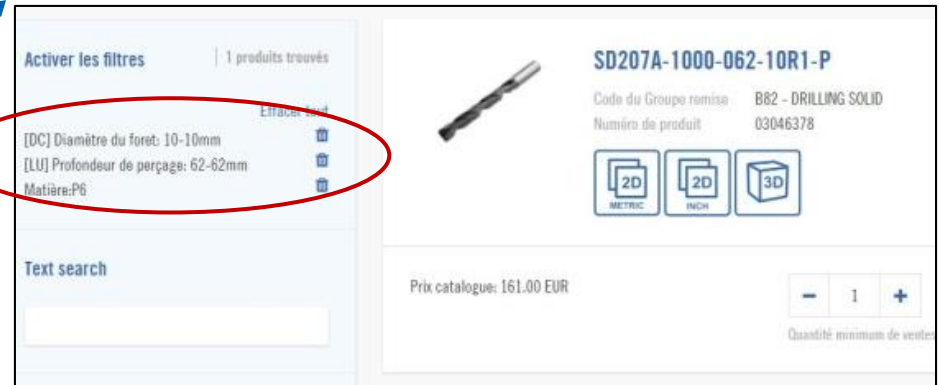 Activer les filtres
1 produits trouvés
Effacer tout
[DC] Diamètre du foret: 10-10mm
[LU] Profondeur de perçage: 62-62mm
Matière:P6
Text search
SD207A-1000-062-10R1-P
Code du Groupe remise B82 - DRILLING SOLID
Numéro de produit 03046378
2D METRIC
2D INCH
3D
Prix catalogue: 161.00 EUR
− 1 +
Quantité minimum de ventes